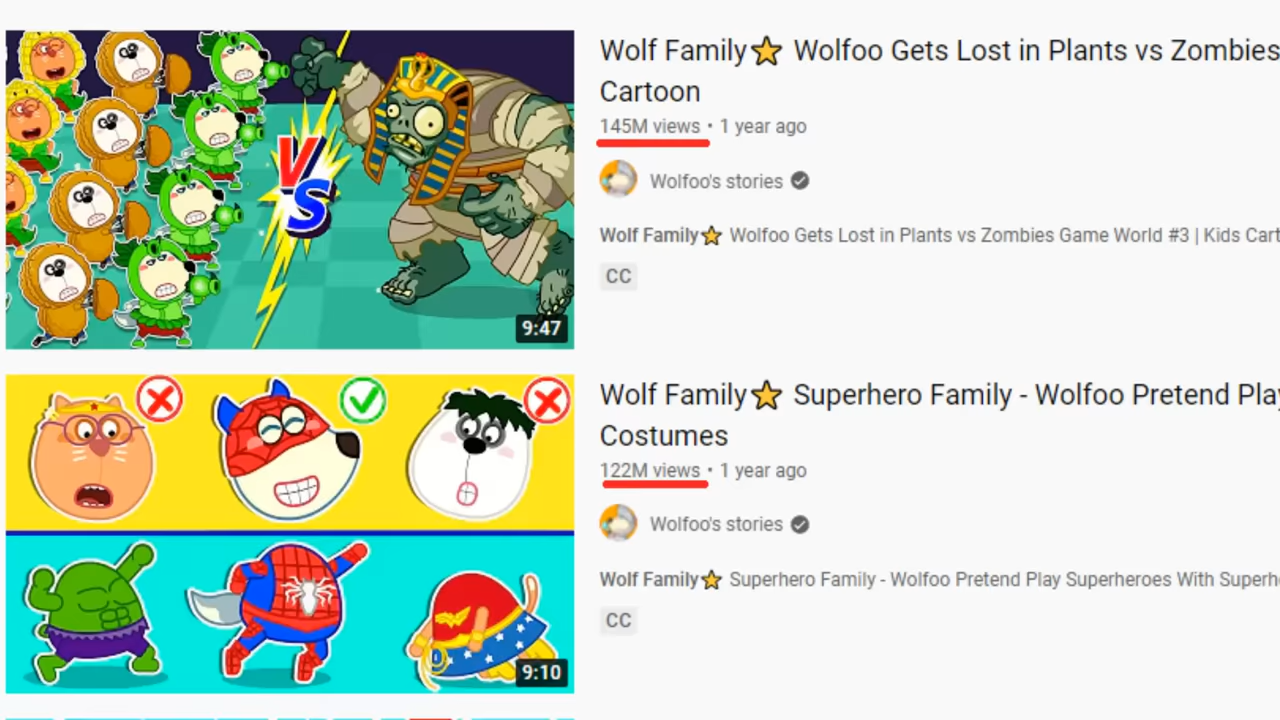 VS
9:47
Wolf Family⭐ Wolfoo Gets Lost in Plants vs Zombies
Cartoon
145M views • 1 year ago
Wolfoo's stories
Wolf Family⭐ Wolfoo Gets Lost in Plants vs Zombies Game World #3 | Kids Cart
CC
9:10
Wolf Family⭐ Superhero Family - Wolfoo Pretend Play
Costumes
122M views • 1 year ago
Wolfoo's stories
Wolf Family⭐ Superhero Family - Wolfoo Pretend Play Superheroes With Superh
CC